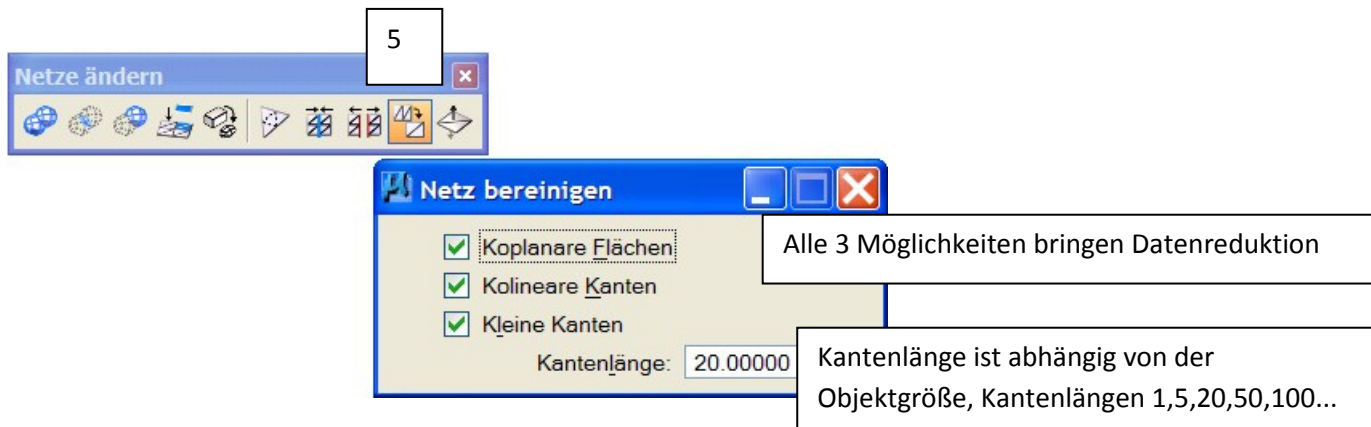 5
Netze ändern
Netz bereinigen
Koplanare Flächen
Alle 3 Möglichkeiten bringen Datenreduktion
Kolineare Kanten
Kleine Kanten
Kantenlänge: 20.00000
Kantenlänge ist abhängig von der
Objektgröße, Kantenlängen 1,5,20,50,100...